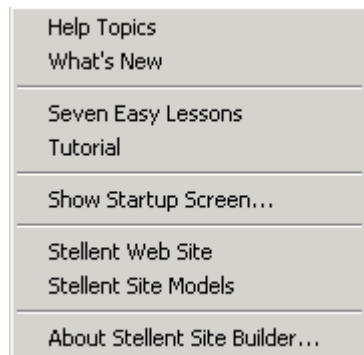 Help Topics
What's New
Seven Easy Lessons
Tutorial
Show Startup Screen...
Stellent Web Site
Stellent Site Models
About Stellent Site Builder...